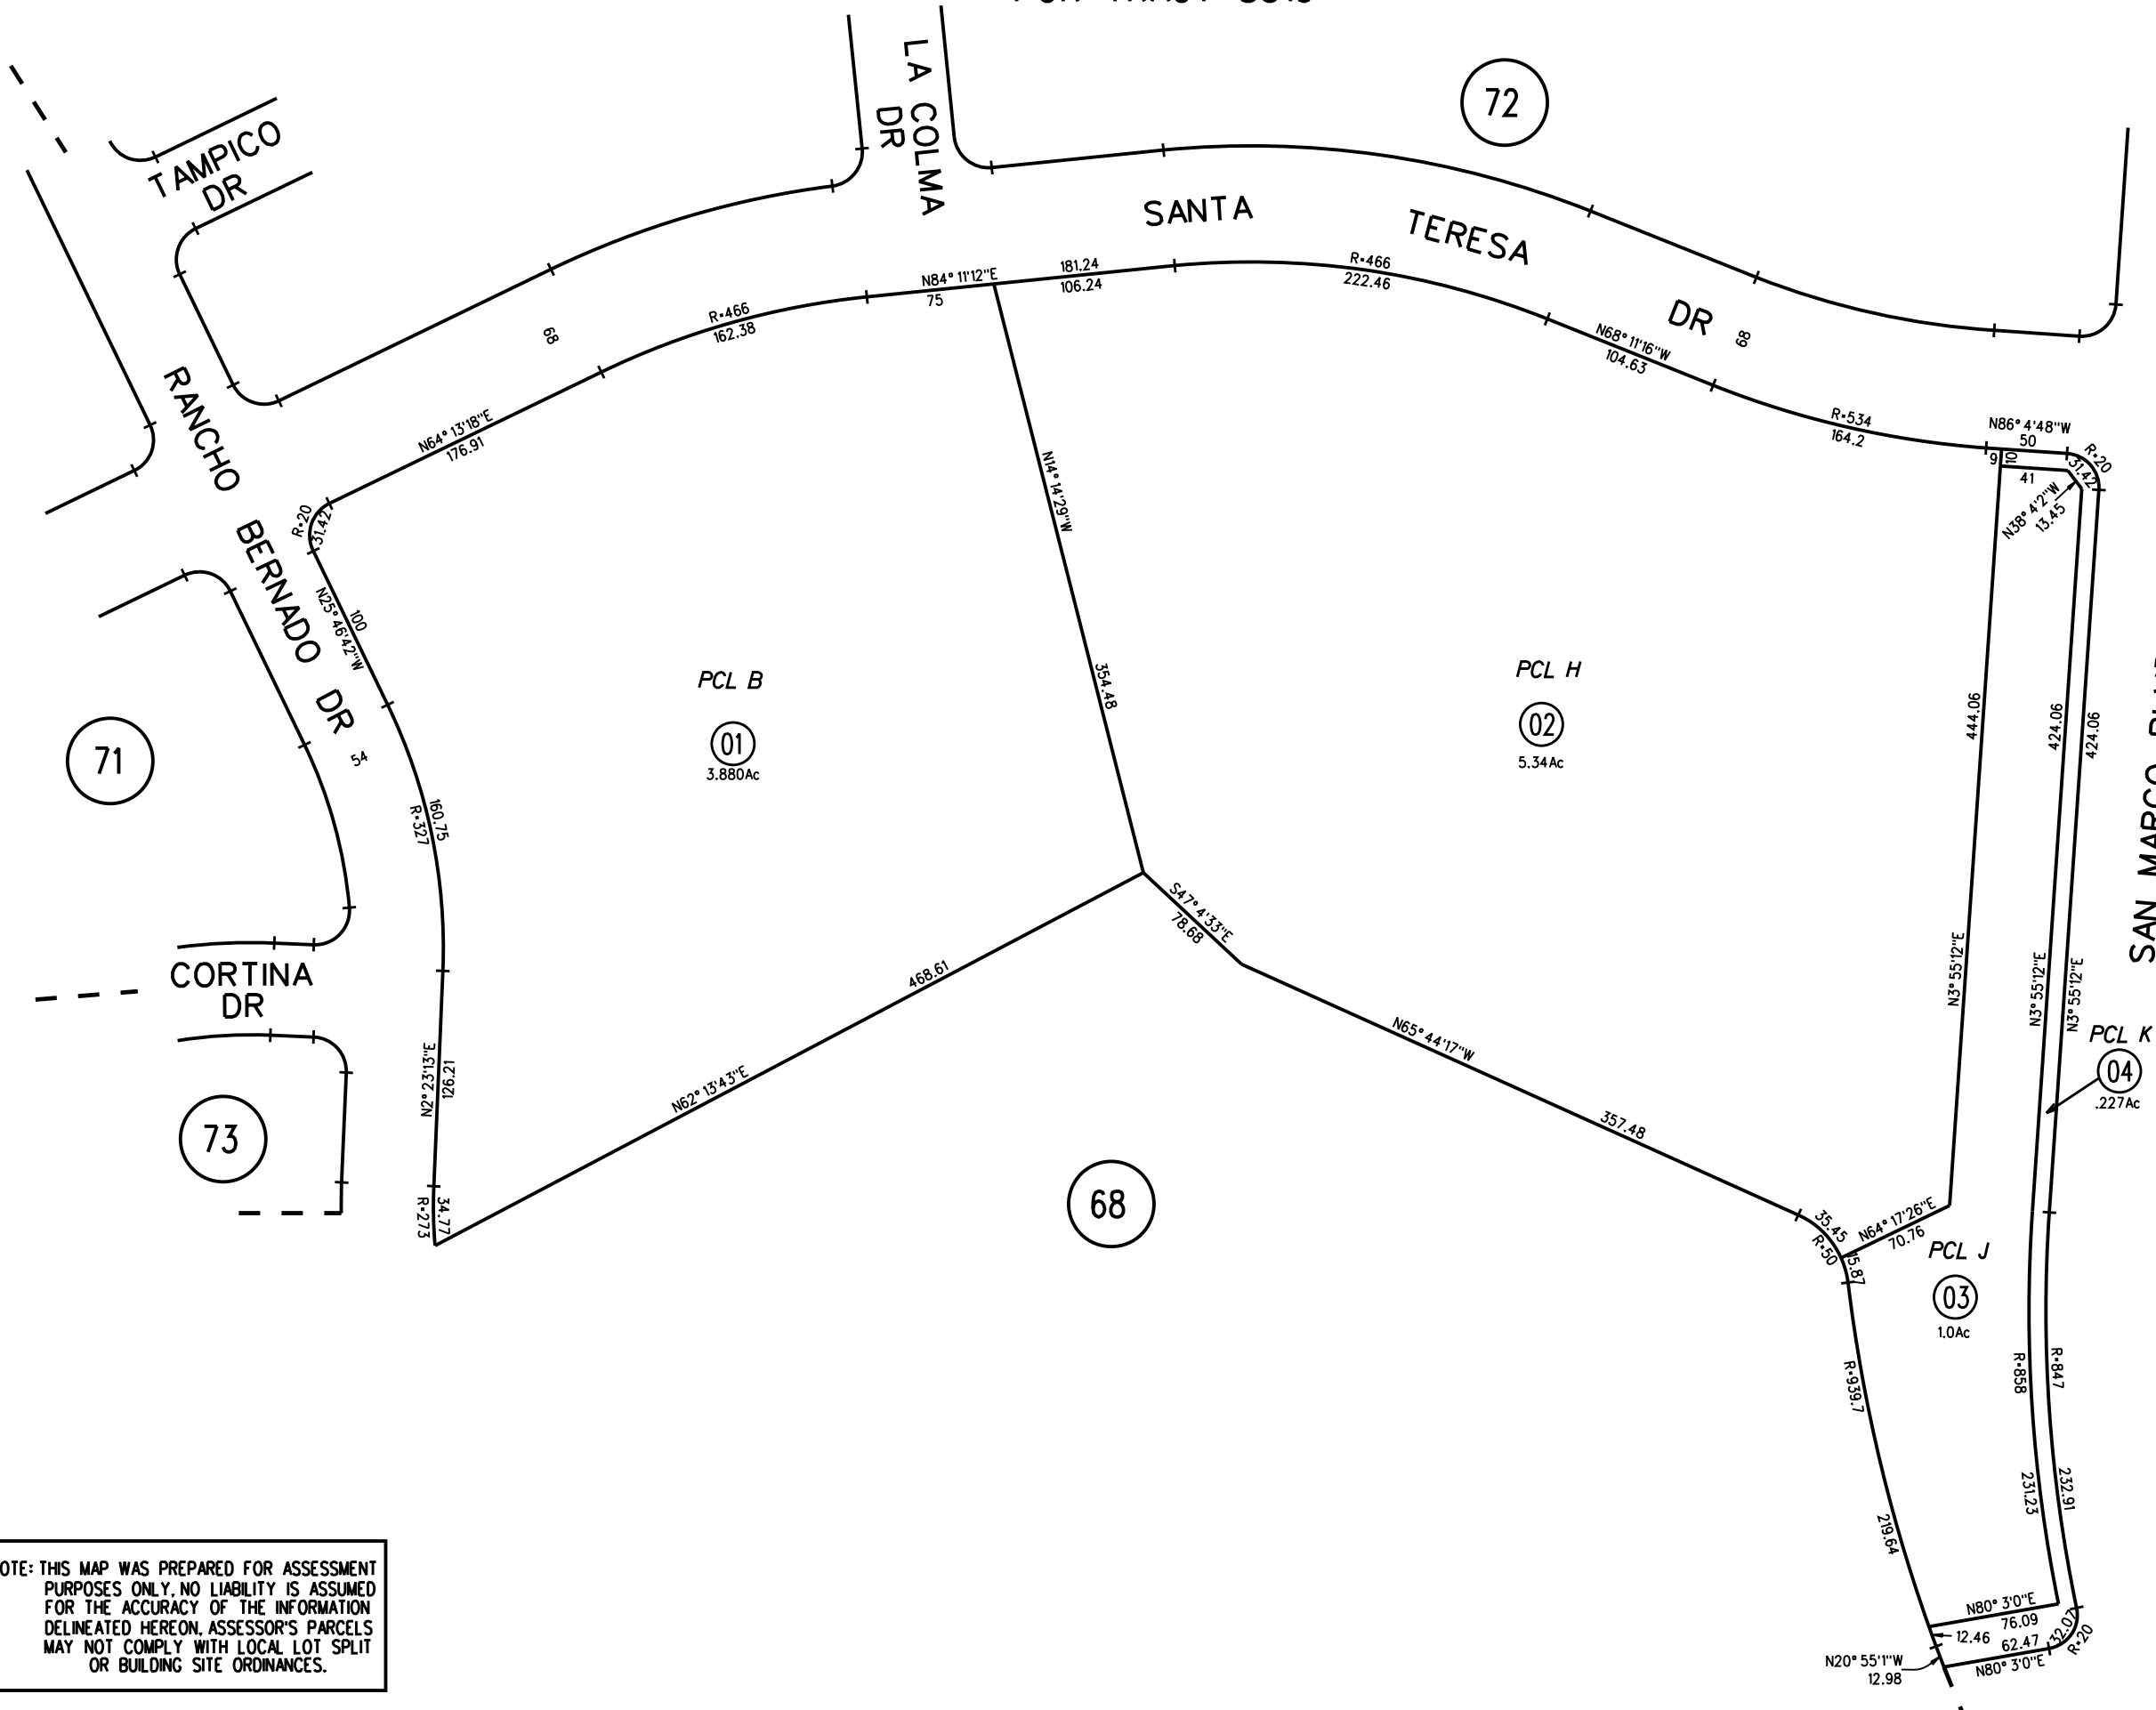 72
LA COLMA
DR
TAMPICO
DR
SANTA
TERESA
DR
68
68
R=466
222.46
181.24
106.24
N84°11'12"E
75
R=466
162.38
N68°11'16"W
104.63
N64°13'18"E
176.91
R=534
164.2
N86°4'48"W
50
R=20
31.42
9
10
41
N38°4'2"W
13.45
RANCHO
BERNADO
DR
54
R=20
31.42
N25°46'42"W
100
N14°14'29"W
354.48
PCL B
01
3.880Ac
PCL H
02
5.34Ac
71
160.75
R=327
444.06
424.06
424.06
SAN MARCO
S47°4'33"E
78.68
468.61
N62°13'43"E
CORTINA
DR
N3°55'12"E
N3°55'12"E
N3°55'12"E
PCL K
04
.227Ac
N2°23'13"E
126.21
N65°44'17"W
357.48
73
68
R=273
34.77
35.45
R=50
15.87
N64°17'26"E
70.76
PCL J
03
1.0Ac
R=939.7
219.64
R=858
231.23
R=847
232.91
N80°3'0"E
76.09
12.46
62.47
N80°3'0"E
32.07
R=20
N20°55'1"W
12.98
OTE: THIS MAP WAS PREPARED FOR ASSESSMENT
PURPOSES ONLY. NO LIABILITY IS ASSUMED
FOR THE ACCURACY OF THE INFORMATION
DELINEATED HEREON. ASSESSOR'S PARCELS
MAY NOT COMPLY WITH LOCAL LOT SPLIT
OR BUILDING SITE ORDINANCES.